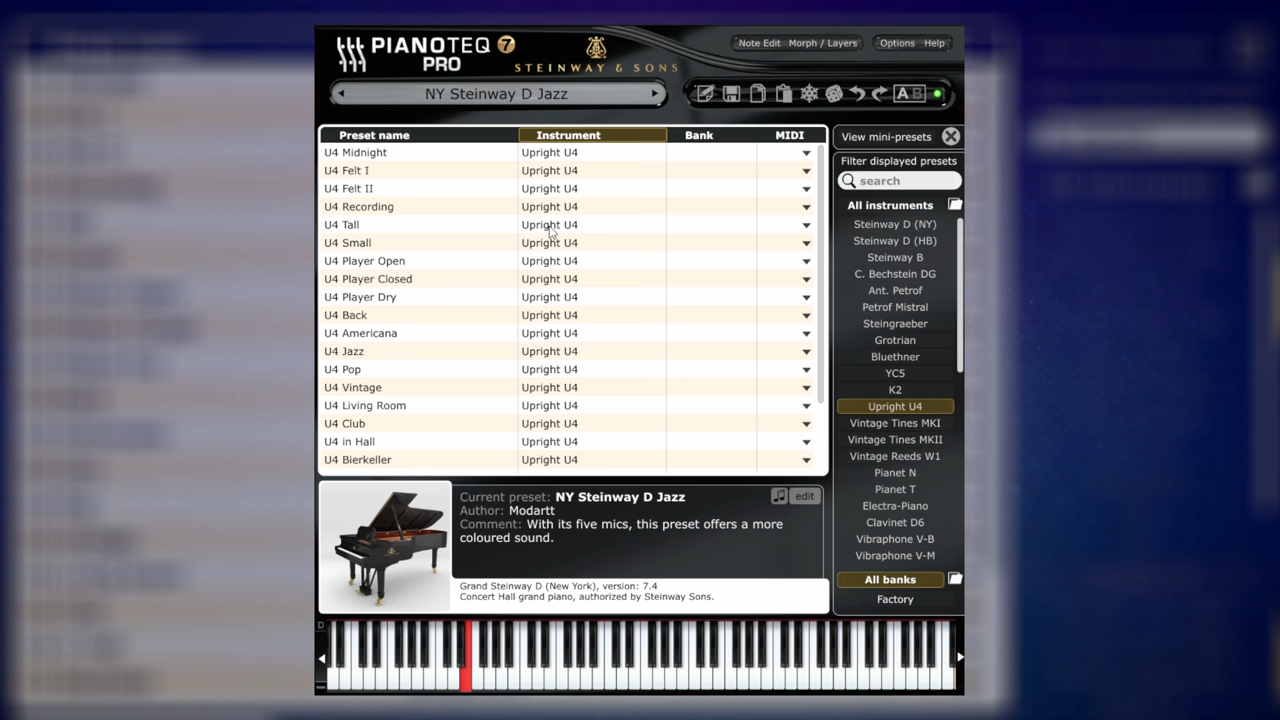 PIANOTEQ 7
PRO
STEINWAY & SONS
Note Edit Morph / Layers
Options Help
NY Steinway D Jazz
A B
Preset name Instrument Bank MIDI
U4 Midnight Upright U4
U4 Felt I Upright U4
U4 Felt II Upright U4
U4 Recording Upright U4
U4 Tall Upright U4
U4 Small Upright U4
U4 Player Open Upright U4
U4 Player Closed Upright U4
U4 Player Dry Upright U4
U4 Back Upright U4
U4 Americana Upright U4
U4 Jazz Upright U4
U4 Pop Upright U4
U4 Vintage Upright U4
U4 Living Room Upright U4
U4 Club Upright U4
U4 in Hall Upright U4
U4 Bierkeller Upright U4
View mini-presets
Filter displayed presets
search
All instruments
Steinway D (NY)
Steinway D (HB)
Steinway B
C. Bechstein DG
Ant. Petrof
Petrof Mistral
Steingraeber
Grotrian
Bluethner
YC5
K2
Upright U4
Vintage Tines MKI
Vintage Tines MKII
Vintage Reeds W1
Pianet N
Pianet T
Electra-Piano
Clavinet D6
Vibraphone V-B
Vibraphone V-M
All banks
Factory
Current preset: NY Steinway D Jazz
edit
Author: Modartt
Comment: With its five mics, this preset offers a more
coloured sound.
Grand Steinway D (New York), version: 7.4
Concert Hall grand piano, authorized by Steinway Sons.
D